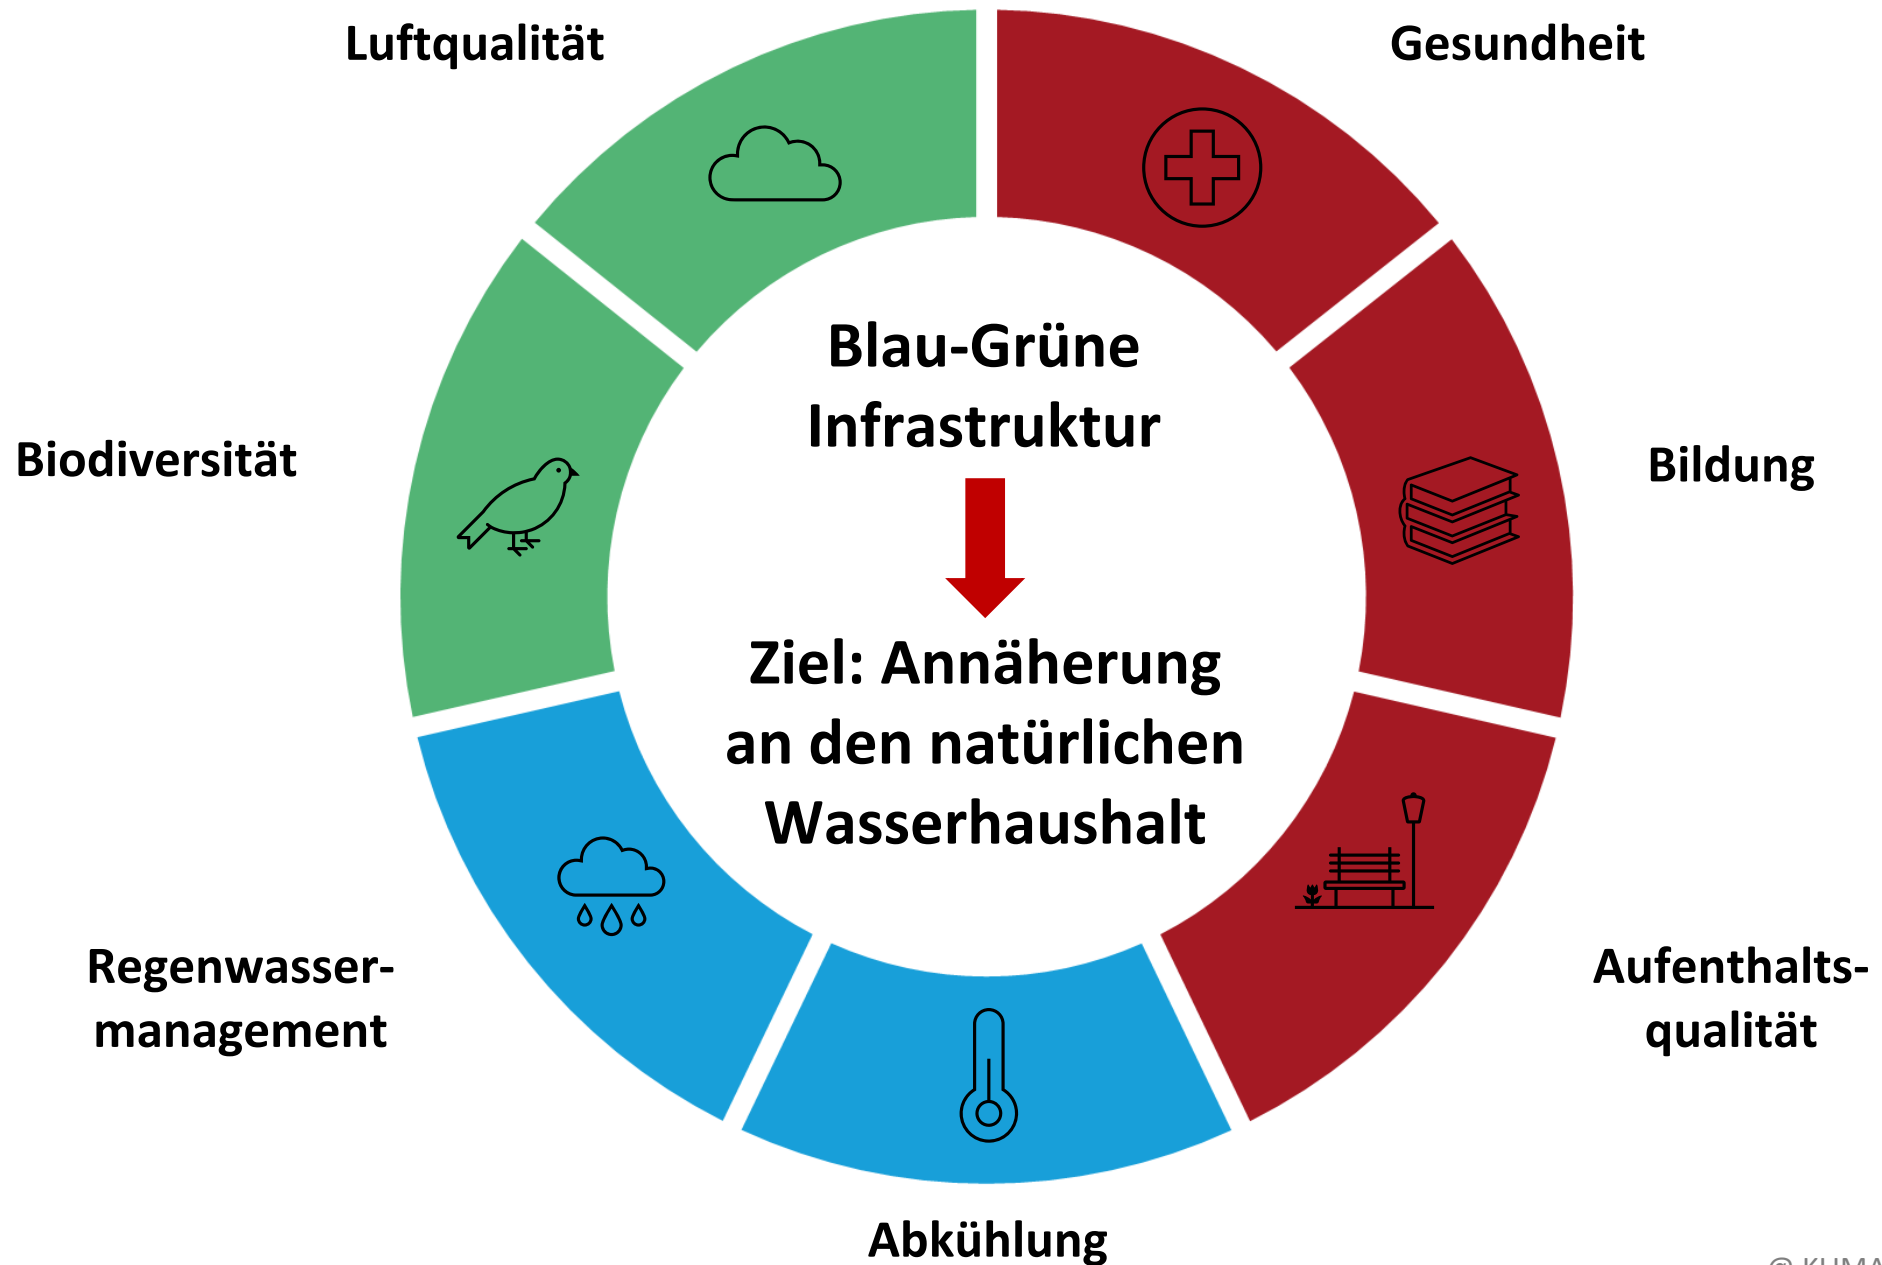 Luftqualität
Gesundheit
Blau-Grüne
Infrastruktur
Biodiversität
Bildung
Ziel: Annäherung
an den natürlichen
Wasserhaushalt
Regenwasser-
management
Aufenthalts-
qualität
Abkühlung